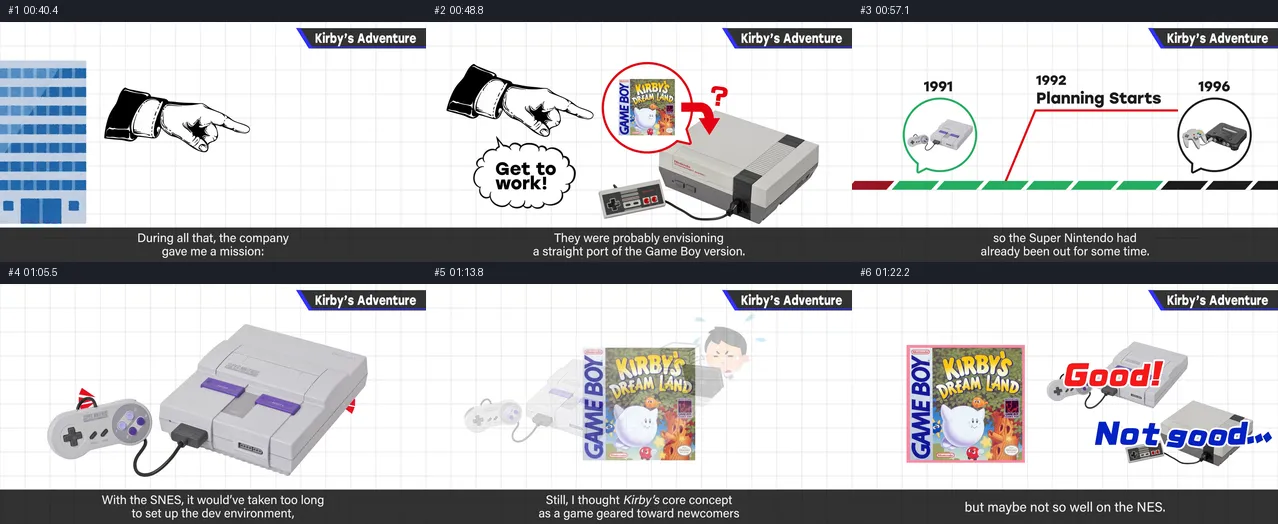 #1 00:40.4
Kirby's Adventure
During all that, the company
gave me a mission:
#2 00:48.8
Kirby's Adventure
GAME BOY
KIRBY'S
DREAM LAND
?
Get to
work!
They were probably envisioning
a straight port of the Game Boy version.
#3 00:57.1
Kirby's Adventure
1991
1992
Planning Starts
1996
so the Super Nintendo had
already been out for some time.
#4 01:05.5
Kirby's Adventure
With the SNES, it would've taken too long
to set up the dev environment,
#5 01:13.8
Kirby's Adventure
GAME BOY
KIRBY'S
DREAM LAND
Still, I thought Kirby's core concept
as a game geared toward newcomers
#6 01:22.2
Kirby's Adventure
GAME BOY
KIRBY'S
DREAM LAND
Good!
Not good...
but maybe not so well on the NES.